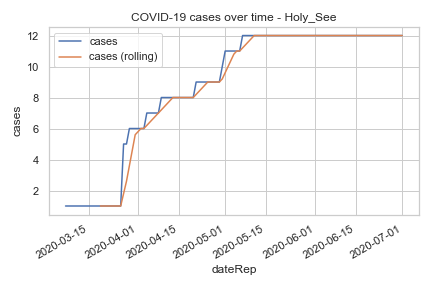 COVID-19 cases over time - Holy_See
cases
cases (rolling)
12
10
8
6
4
2
cases
2020-03-15
2020-04-01
2020-04-15
2020-05-01
2020-05-15
2020-06-01
2020-06-15
2020-07-01
dateRep